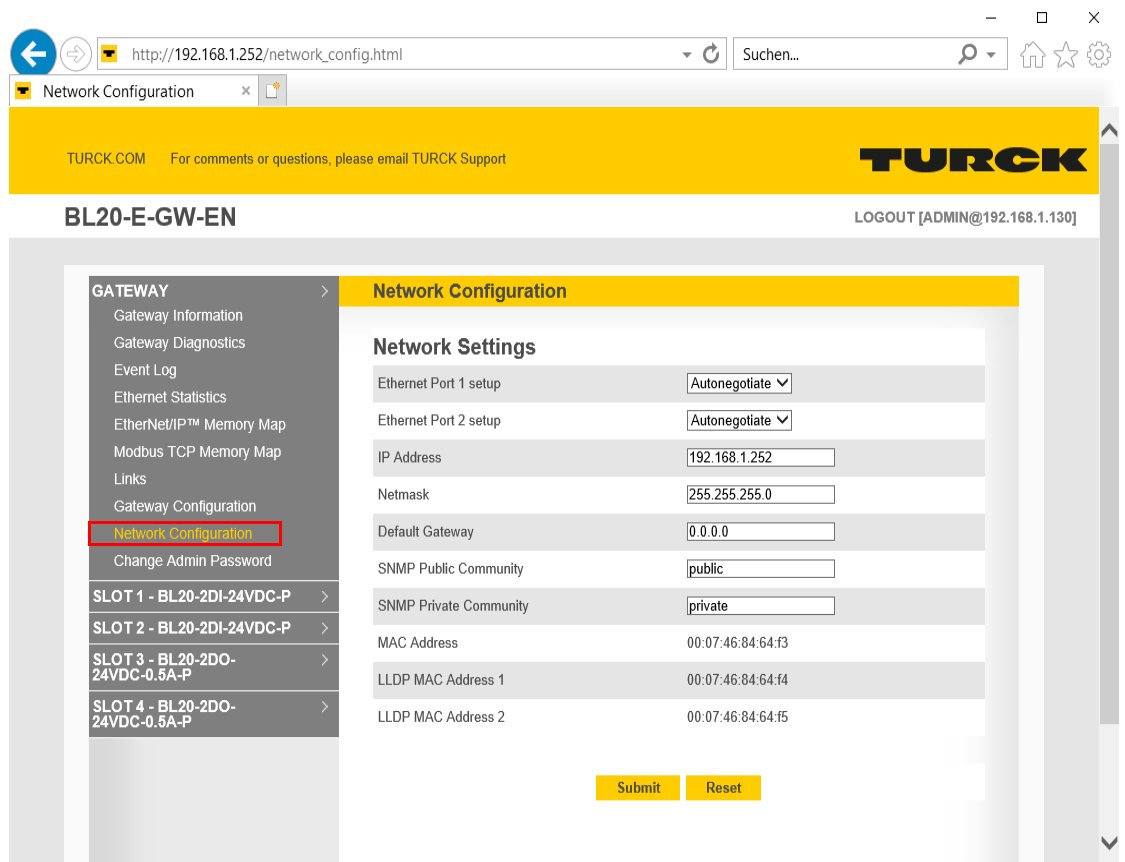 http://192.168.1.252/network_config.html
Suchen...
Network Configuration
TURCK.COM For comments or questions, please email TURCK Support
TURCK
BL20-E-GW-EN
LOGOUT [ADMIN@192.168.1.130]
GATEWAY
Gateway Information
Gateway Diagnostics
Event Log
Ethernet Statistics
EtherNet/IP™ Memory Map
Modbus TCP Memory Map
Links
Gateway Configuration
Network Configuration
Change Admin Password
SLOT 1 - BL20-2DI-24VDC-P
SLOT 2 - BL20-2DI-24VDC-P
SLOT 3 - BL20-2DO-
24VDC-0.5A-P
SLOT 4 - BL20-2DO-
24VDC-0.5A-P
Network Configuration
Network Settings
Ethernet Port 1 setup Autonegotiate
Ethernet Port 2 setup Autonegotiate
IP Address 192.168.1.252
Netmask 255.255.255.0
Default Gateway 0.0.0.0
SNMP Public Community public
SNMP Private Community private
MAC Address 00:07:46:84:64:f3
LLDP MAC Address 1 00:07:46:84:64:f4
LLDP MAC Address 2 00:07:46:84:64:f5
Submit Reset